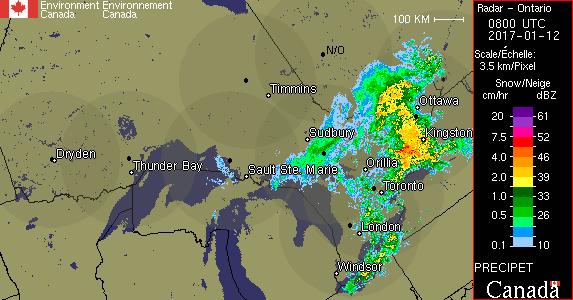 Environment Environnement
Canada Canada
100 KM
N/O
Timmins
Ottawa
Sudbury
Kingston
Dryden
Thunder Bay
Sault Ste. Marie
Orillia
Toronto
London
Windsor
Radar - Ontario
0800 UTC
2017-01-12
Scale/Échelle:
3.5 km/Pixel
Snow/Neige
cm/hr dBZ
20 61
7.5 52
4.0 46
2.0 39
1.0 33
0.5 26
0.1 10
PRECIPET
Canada